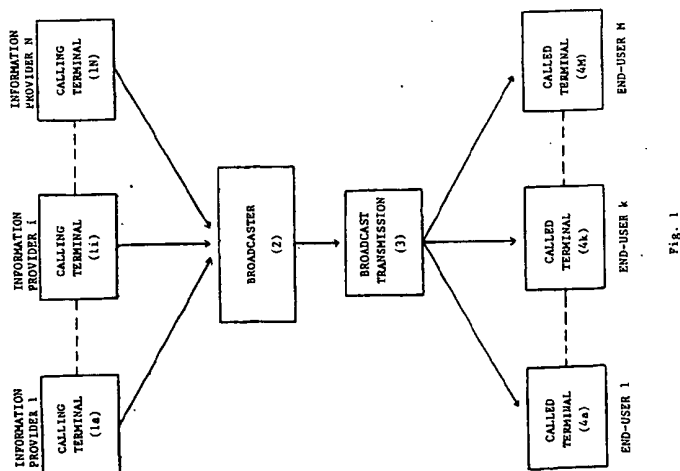 INFORMATION
PROVIDER 1
CALLING
TERMINAL
(1a)
INFORMATION
PROVIDER i
CALLING
TERMINAL
(1i)
INFORMATION
PROVIDER N
CALLING
TERMINAL
(1N)
BROADCASTER
(2)
BROADCAST
TRANSMISSION
(3)
CALLED
TERMINAL
(4a)
END-USER 1
CALLED
TERMINAL
(4k)
END-USER k
CALLED
TERMINAL
(4M)
END-USER M
Fig. 1